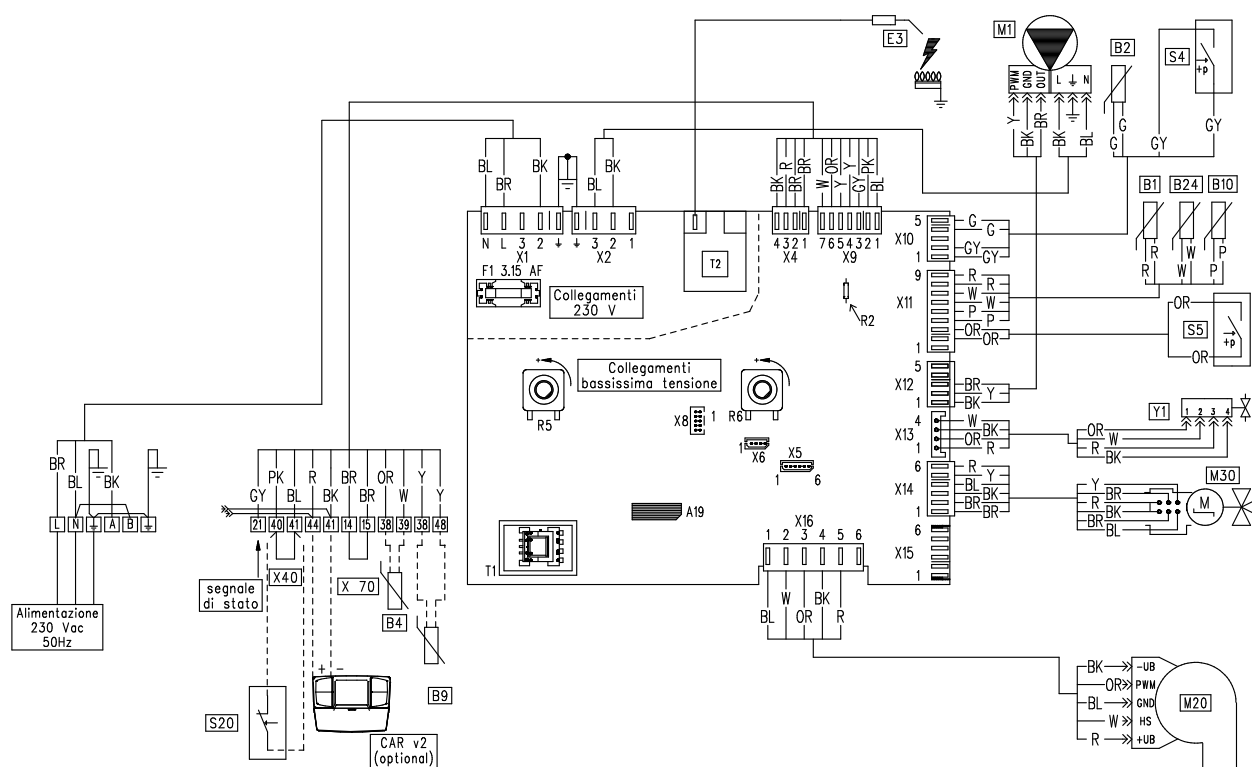 E3
M1
B2
S4
+p
PWM
GND
OUT
L
N
Y
BK
BR
BK
BL
G
G
GY
GY
BL
BR
BK
BL
BK
BK
R
BR
BR
W
OR
Y
Y
GY
PK
BL
N L 3 2
X1
3 2 1
X2
T2
4 3 2 1
X4
7 6 5 4 3 2 1
X9
5
X10
1
G
G
GY
GY
B1
B24
B10
R
R
W
W
P
P
F1 3.15 AF
Collegamenti
230 V
R2
9
X11
1
R
R
W
W
P
P
OR
OR
OR
S5
+p
OR
+
R5
Collegamenti
bassissima tensione
+
R6
X8
1
1
X6
X5
1 6
5
X12
1
BR
Y
BK
4
X13
1
W
BK
OR
R
Y1
1 2 3 4
OR
W
R
BK
6
X14
1
R
Y
BL
BK
BR
BR
M30
M
Y
BR
R
BK
BR
BL
6
X15
1
A19
T1
X16
1 2 3 4 5 6
BL
W
OR
BK
R
BR
BL
BK
L N A B
Alimentazione
230 Vac
50Hz
GY
PK
BL
R
BK
BR
BR
OR
W
Y
Y
21 40 41 44 41 14 15 38 39 38 48
segnale
di stato
X40
X 70
B4
B9
+ -
S20
CAR v2
(optional)
BK
OR
BL
W
R
-UB
PWM
GND
HS
+UB
M20